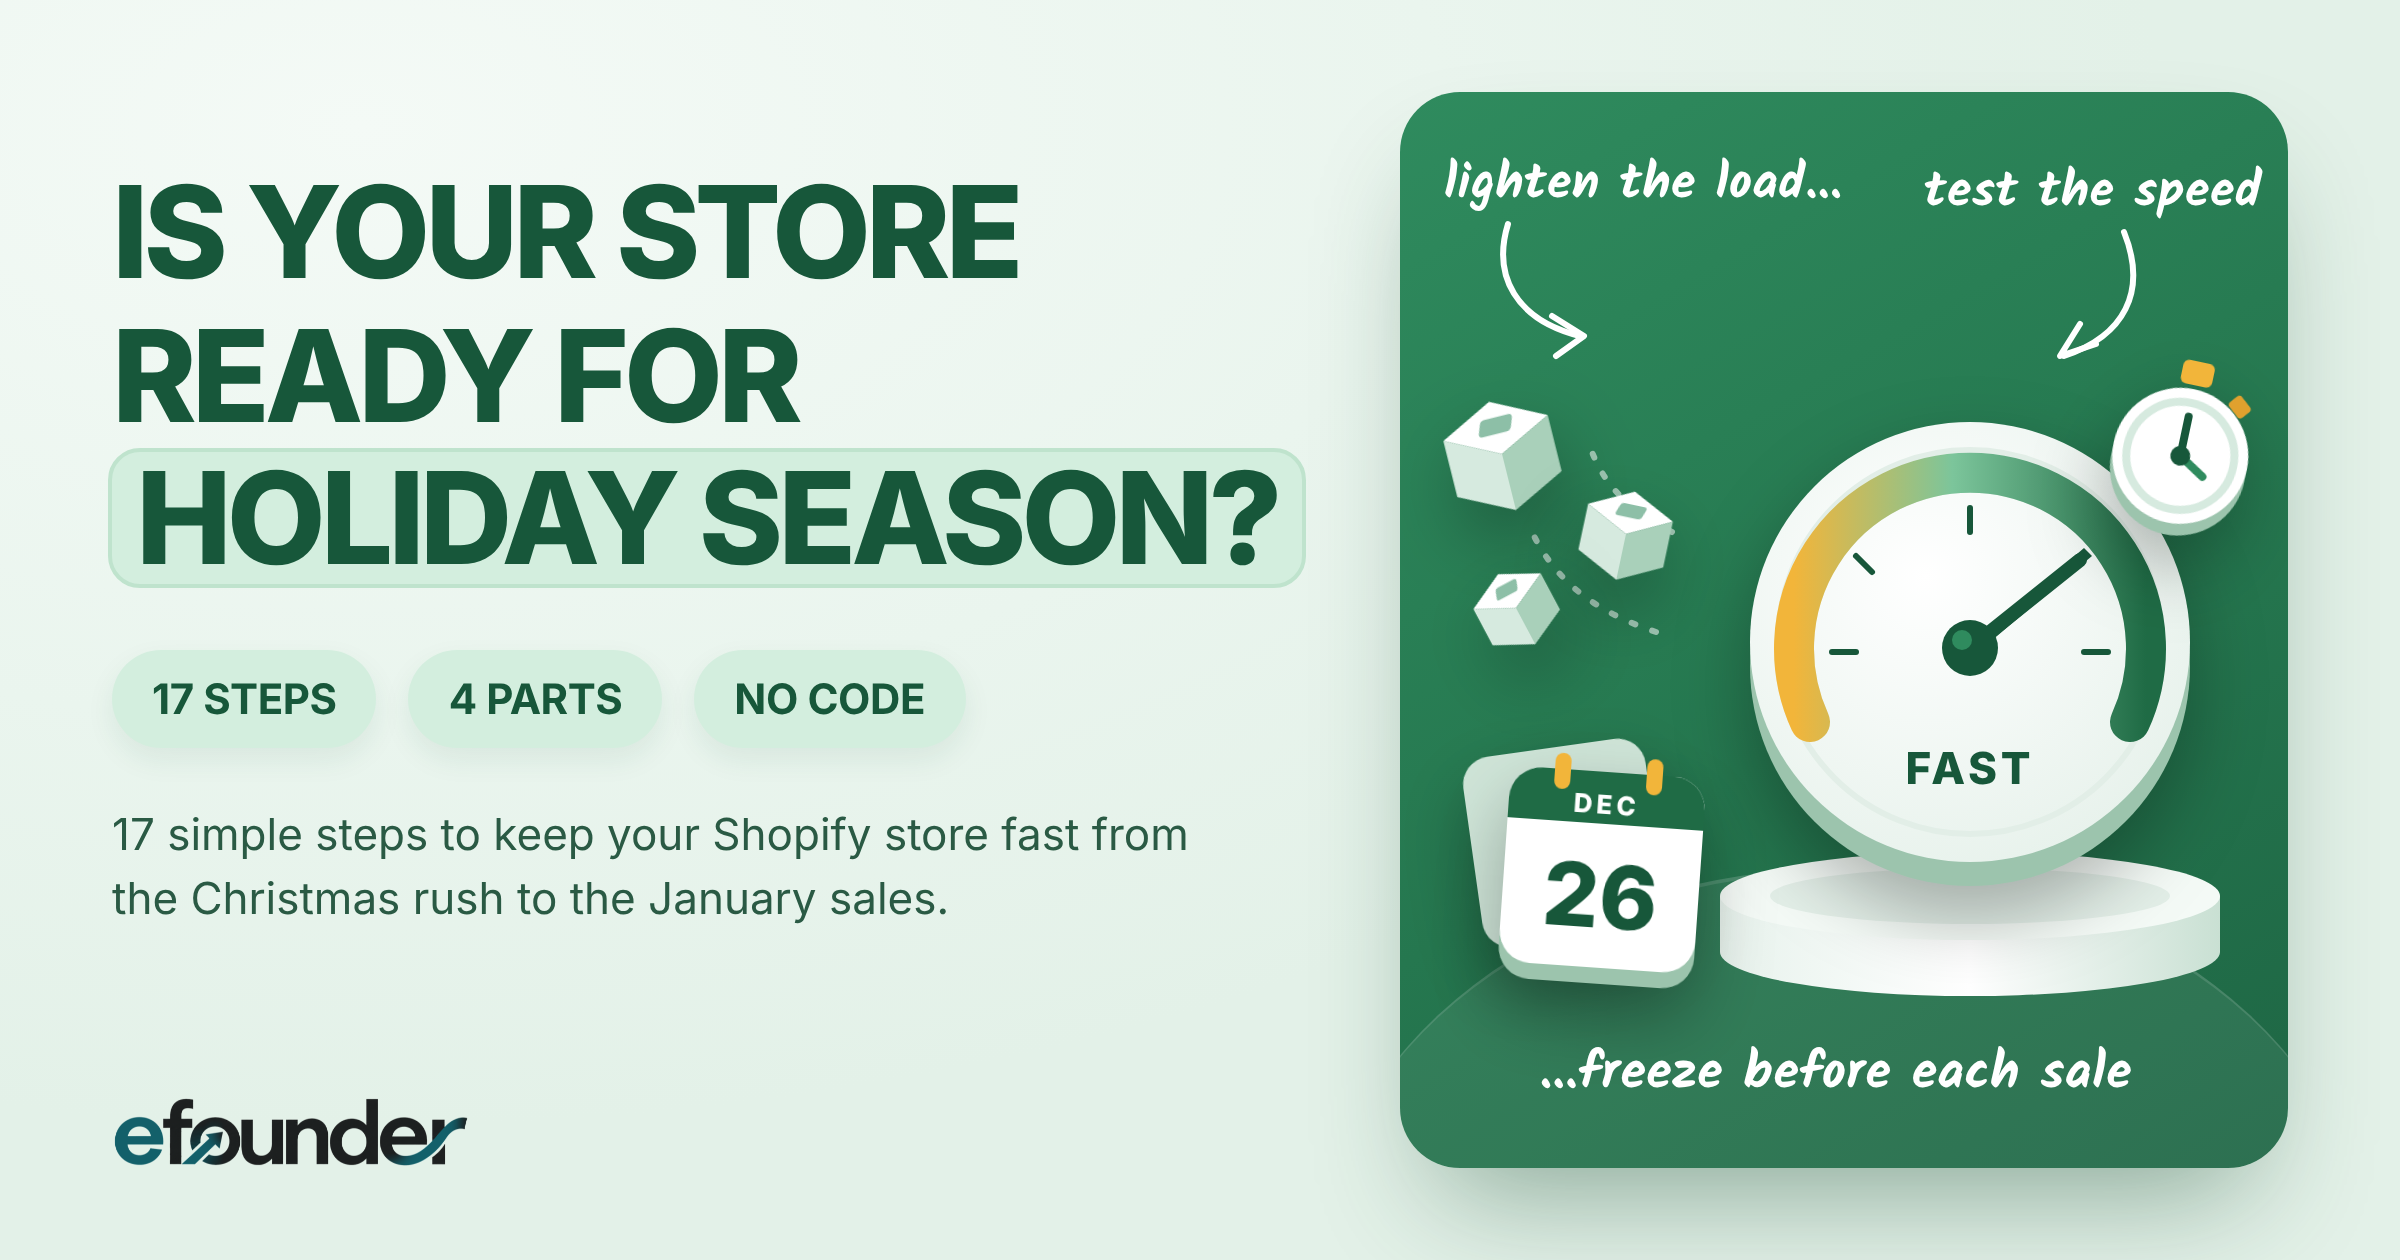 IS YOUR STORE
READY FOR
HOLIDAY SEASON?
17 STEPS
4 PARTS
NO CODE
17 simple steps to keep your Shopify store fast from
the Christmas rush to the January sales.
efounder
lighten the load...
test the speed
FAST
DEC
26
...freeze before each sale